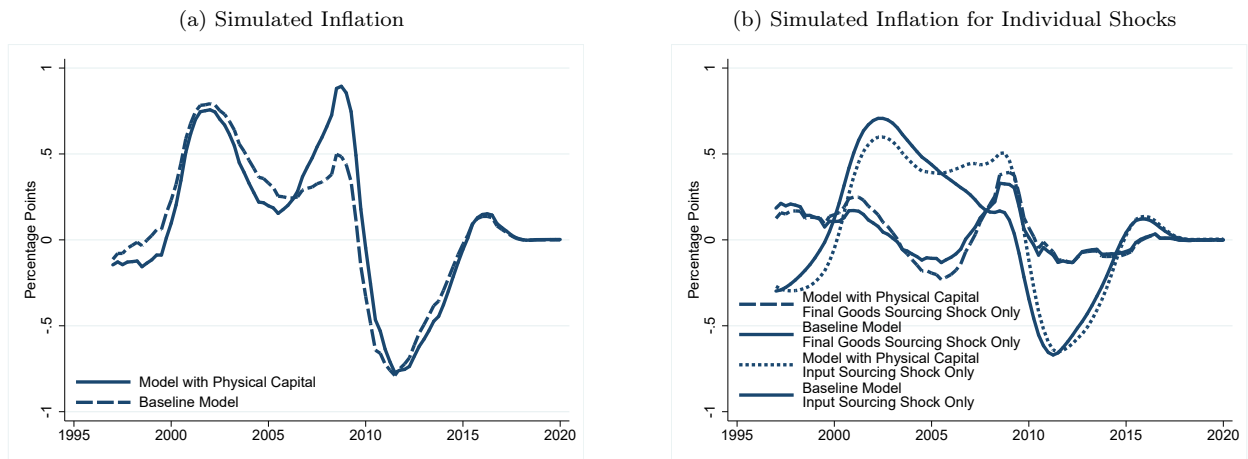 (a) Simulated Inflation
Percentage Points
1
.5
0
-.5
-1
Model with Physical Capital
Baseline Model
1995
2000
2005
2010
2015
2020
(b) Simulated Inflation for Individual Shocks
Percentage Points
1
.5
0
-.5
-1
Model with Physical Capital
Final Goods Sourcing Shock Only
Baseline Model
Final Goods Sourcing Shock Only
Model with Physical Capital
Input Sourcing Shock Only
Baseline Model
Input Sourcing Shock Only
1995
2000
2005
2010
2015
2020